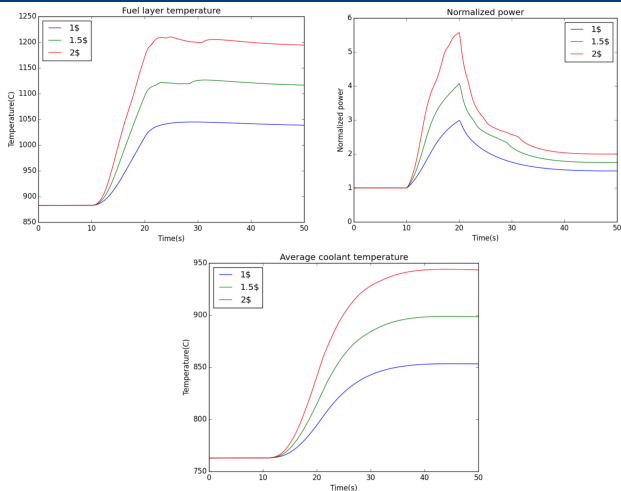 Fuel layer temperature
1300
1250
1200
1150
1100
1050
1000
950
900
850
0 10 20 30 40 50
Temperature(C)
Time(s)
1$
1.5$
2$
Normalized power
6
5
4
3
2
1
0
0 10 20 30 40 50
Normalized power
Time(s)
1$
1.5$
2$
Average coolant temperature
950
900
850
800
750
0 10 20 30 40 50
Temperature(C)
Time(s)
1$
1.5$
2$